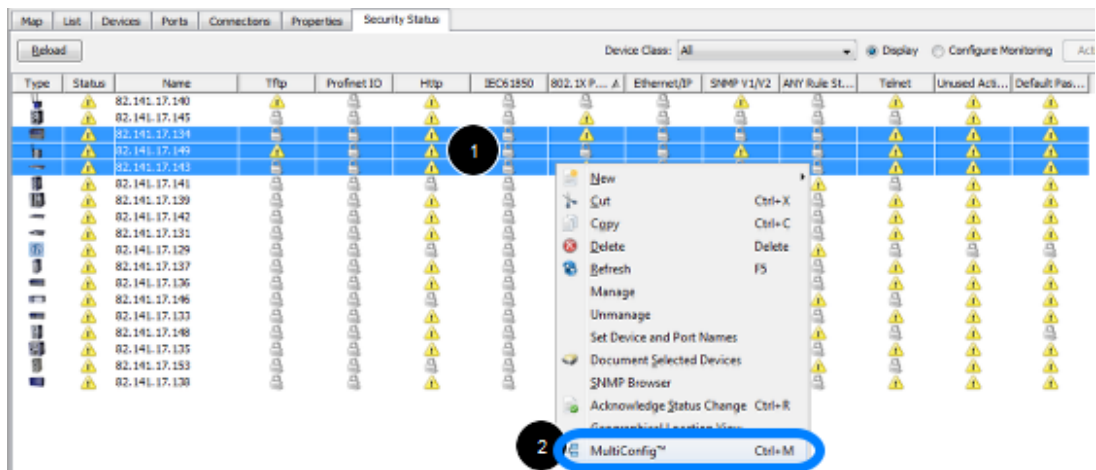 Map List Devices Ports Connections Properties Security Status
Reload Device Class: All Display Configure Monitoring
Type Status Name Tftp Profinet IO Http IEC61850 802.1X P... Ethernet/IP SNMP V1/V2 ANY Rule St... Telnet Unused Acti... Default Pas...
82.141.17.140
82.141.17.145
82.141.17.134
82.141.17.149
1
82.141.17.143
82.141.17.141
82.141.17.139
82.141.17.142
82.141.17.131
82.141.17.129
82.141.17.137
82.141.17.136
82.141.17.146
82.141.17.133
82.141.17.148
82.141.17.135
82.141.17.153
82.141.17.138
New
Cut Ctrl+X
Copy Ctrl+C
Delete Delete
Refresh F5
Manage
Unmanage
Set Device and Port Names
Document Selected Devices
SNMP Browser
Acknowledge Status Change Ctrl+R
Geographical Location View
2 MultiConfig™ Ctrl+M